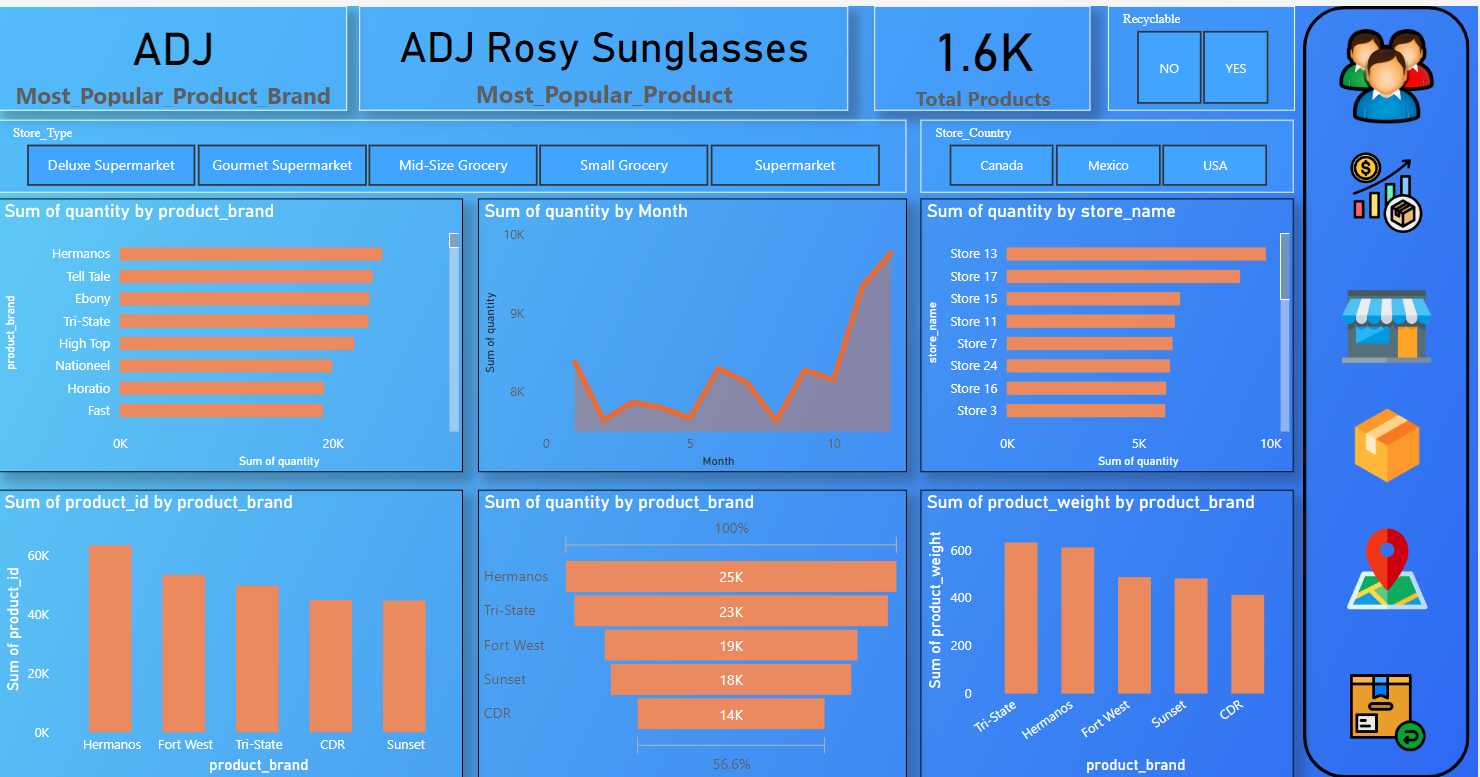 ADJ
Most_Popular_Product_Brand
ADJ Rosy Sunglasses
Most_Popular_Product
1.6K
Total Products
Recyclable
NO
YES
Store_Type
Deluxe Supermarket
Gourmet Supermarket
Mid-Size Grocery
Small Grocery
Supermarket
Store_Country
Canada
Mexico
USA
Sum of quantity by product_brand
product_brand
Hermanos
Tell Tale
Ebony
Tri-State
High Top
Nationeel
Horatio
Fast
0K
20K
Sum of quantity
Sum of quantity by Month
Sum of quantity
10K
9K
8K
0
5
10
Month
Sum of quantity by store_name
store_name
Store 13
Store 17
Store 15
Store 11
Store 7
Store 24
Store 16
Store 3
0K
5K
10K
Sum of quantity
Sum of product_id by product_brand
Sum of product_id
60K
40K
20K
0K
Hermanos
Fort West
Tri-State
CDR
Sunset
product_brand
Sum of quantity by product_brand
100%
Hermanos
25K
Tri-State
23K
Fort West
19K
Sunset
18K
CDR
14K
56.6%
Sum of product_weight by product_brand
Sum of product_weight
600
400
200
0
Tri-State
Hermanos
Fort West
Sunset
CDR
product_brand
$